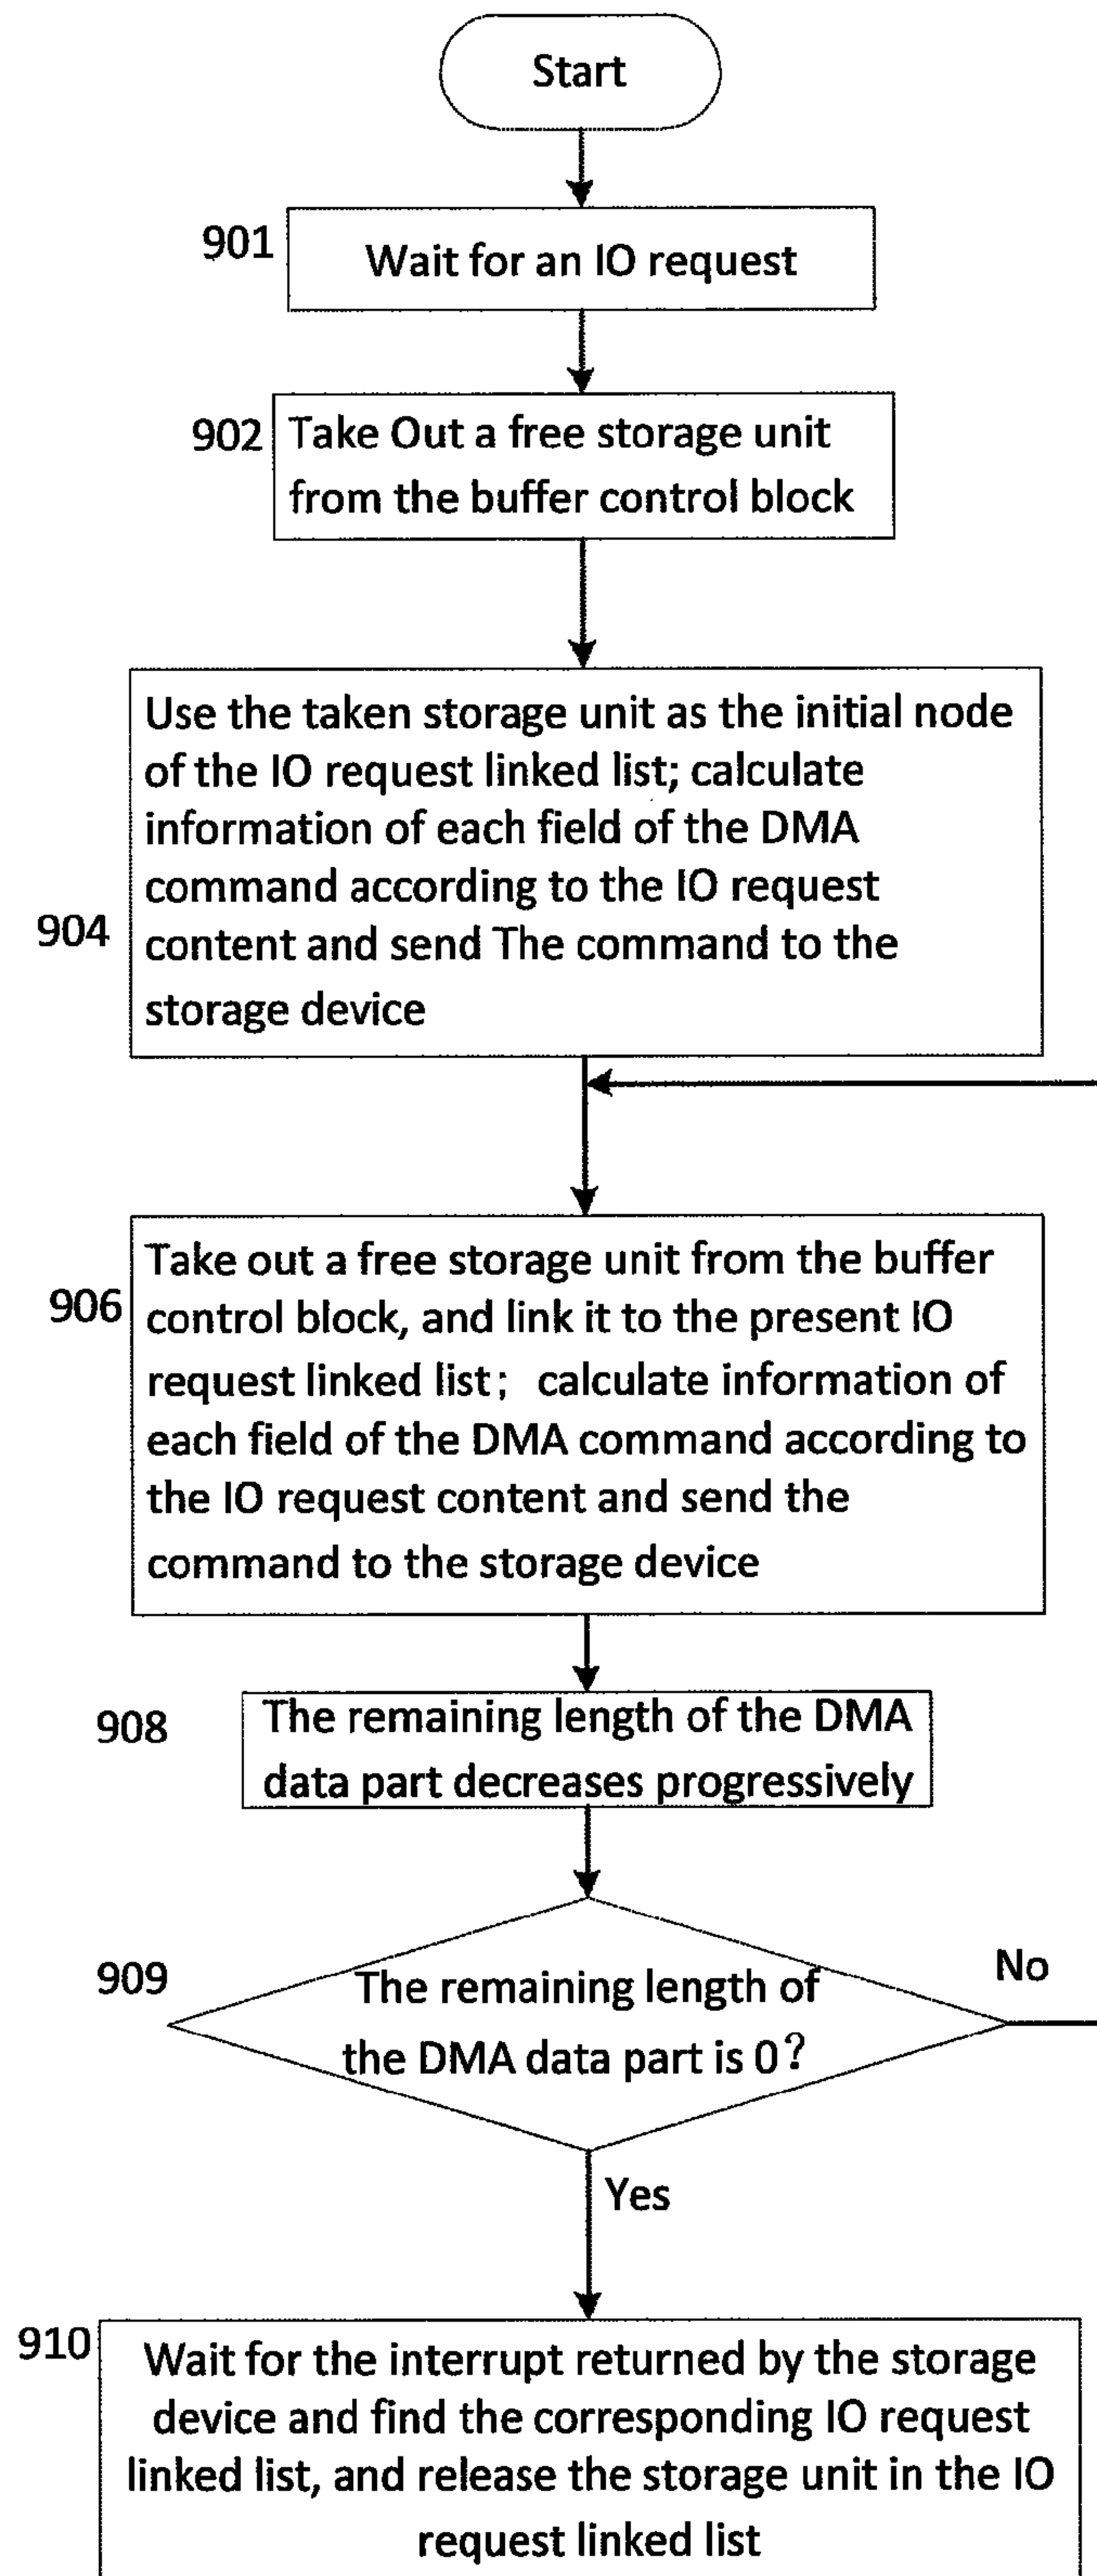 Start
901
Wait for an IO request
902
Take Out a free storage unit
from the buffer control block
904
Use the taken storage unit as the initial node
of the IO request linked list; calculate
information of each field of the DMA
command according to the IO request
content and send The command to the
storage device
906
Take out a free storage unit from the buffer
control block, and link it to the present IO
request linked list; calculate information of
each field of the DMA command according to
the IO request content and send the
command to the storage device
908
The remaining length of the DMA
data part decreases progressively
909
The remaining length of
the DMA data part is 0?
No
Yes
910
Wait for the interrupt returned by the storage
device and find the corresponding IO request
linked list, and release the storage unit in the IO
request linked list